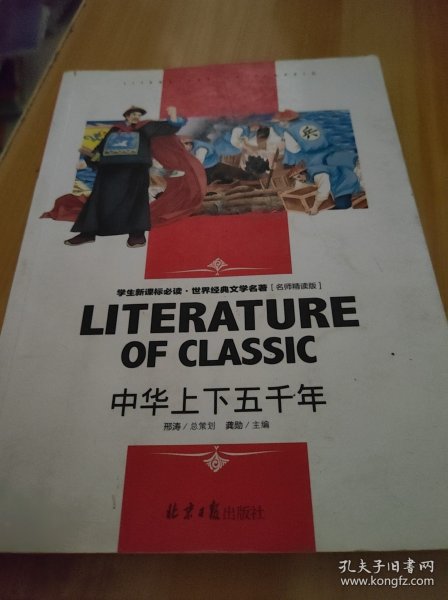 学生新课标必读·世界经典文学名著［名师精读版］
LITERATURE
OF CLASSIC
中华上下五千年
邢涛／总策划 龚勋／主编
北京日报出版社
孔夫子旧书网
www.kongfz.com